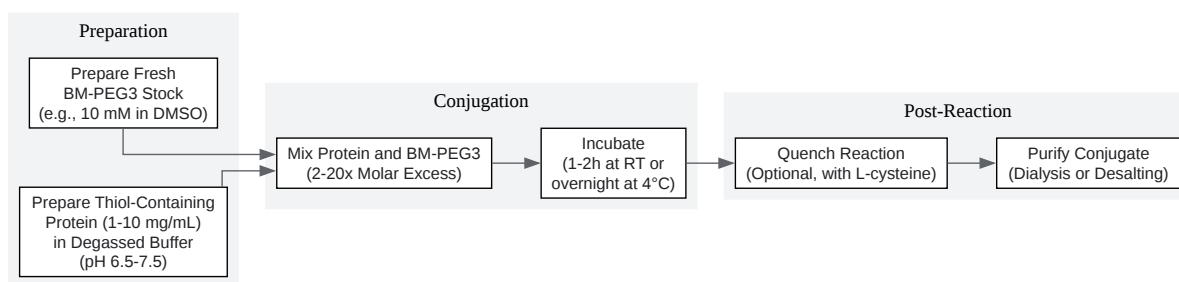 Preparation
Prepare Fresh
BM-PEG3 Stock
(e.g., 10 mM in DMSO)
Prepare Thiol-Containing
Protein (1-10 mg/mL)
in Degassed Buffer
(pH 6.5-7.5)
Conjugation
Mix Protein and BM-PEG3
(2-20x Molar Excess)
Incubate
(1-2h at RT or
overnight at 4°C)
Post-Reaction
Quench Reaction
(Optional, with L-cysteine)
Purify Conjugate
(Dialysis or Desalting)